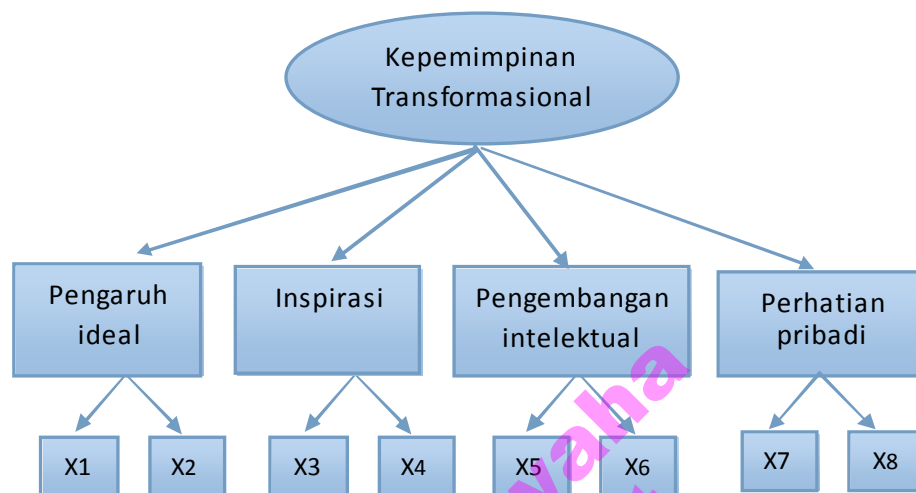 Kepemimpinan
Transformasional
Pengaruh
ideal
Inspirasi
Pengembangan
intelektual
Perhatian
pribadi
X1
X2
X3
X4
X5
X6
X7
X8